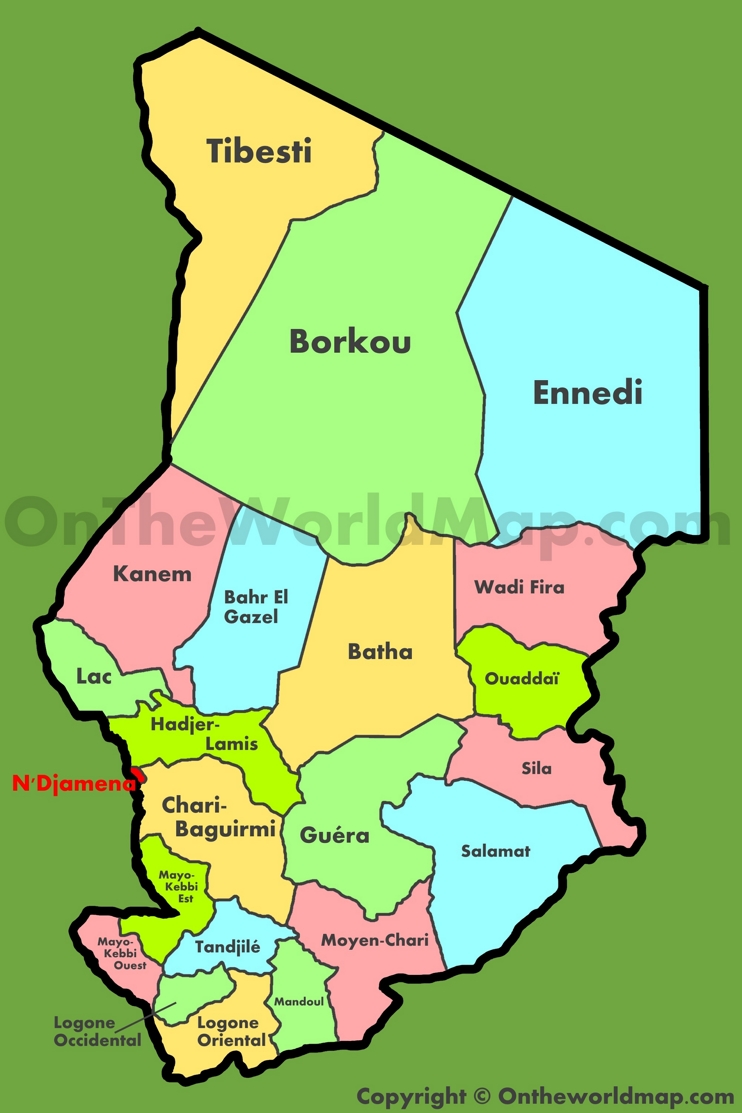 Tibesti
Borkou
Ennedi
OnTheWorldMap.com
Kanem
Bahr El
Gazel
Wadi Fira
Batha
Lac
Ouaddaï
Hadjer-
Lamis
Sila
N'Djamena
Chari-
Baguirmi
Guéra
Salamat
Mayo-
Kebbi
Est
Mayo-
Kebbi
Ouest
Tandjilé
Moyen-Chari
Mandoul
Logone
Occidental
Logone
Oriental
Copyright © Ontheworldmap.com